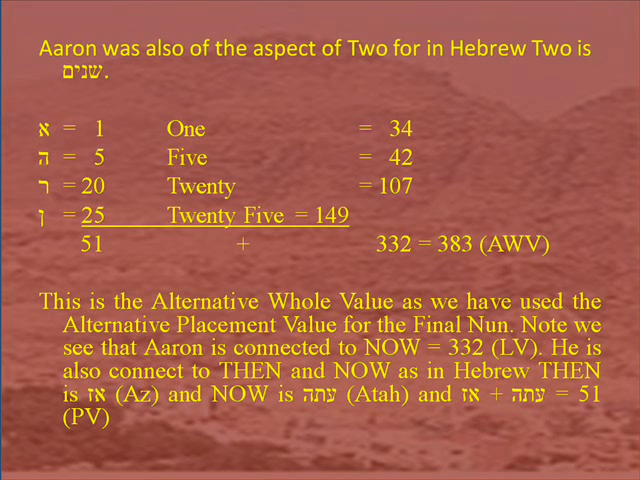 Aaron was also of the aspect of Two for in Hebrew Two is
שנים.
א = 1 One = 34
ה = 5 Five = 42
ר = 20 Twenty = 107
ן = 25 Twenty Five = 149
51 + 332 = 383 (AWV)
This is the Alternative Whole Value as we have used the
Alternative Placement Value for the Final Nun. Note we
see that Aaron is connected to NOW = 332 (LV). He is
also connect to THEN and NOW as in Hebrew THEN
is אז (Az) and NOW is עתה (Atah) and עתה + אז = 51
(PV)